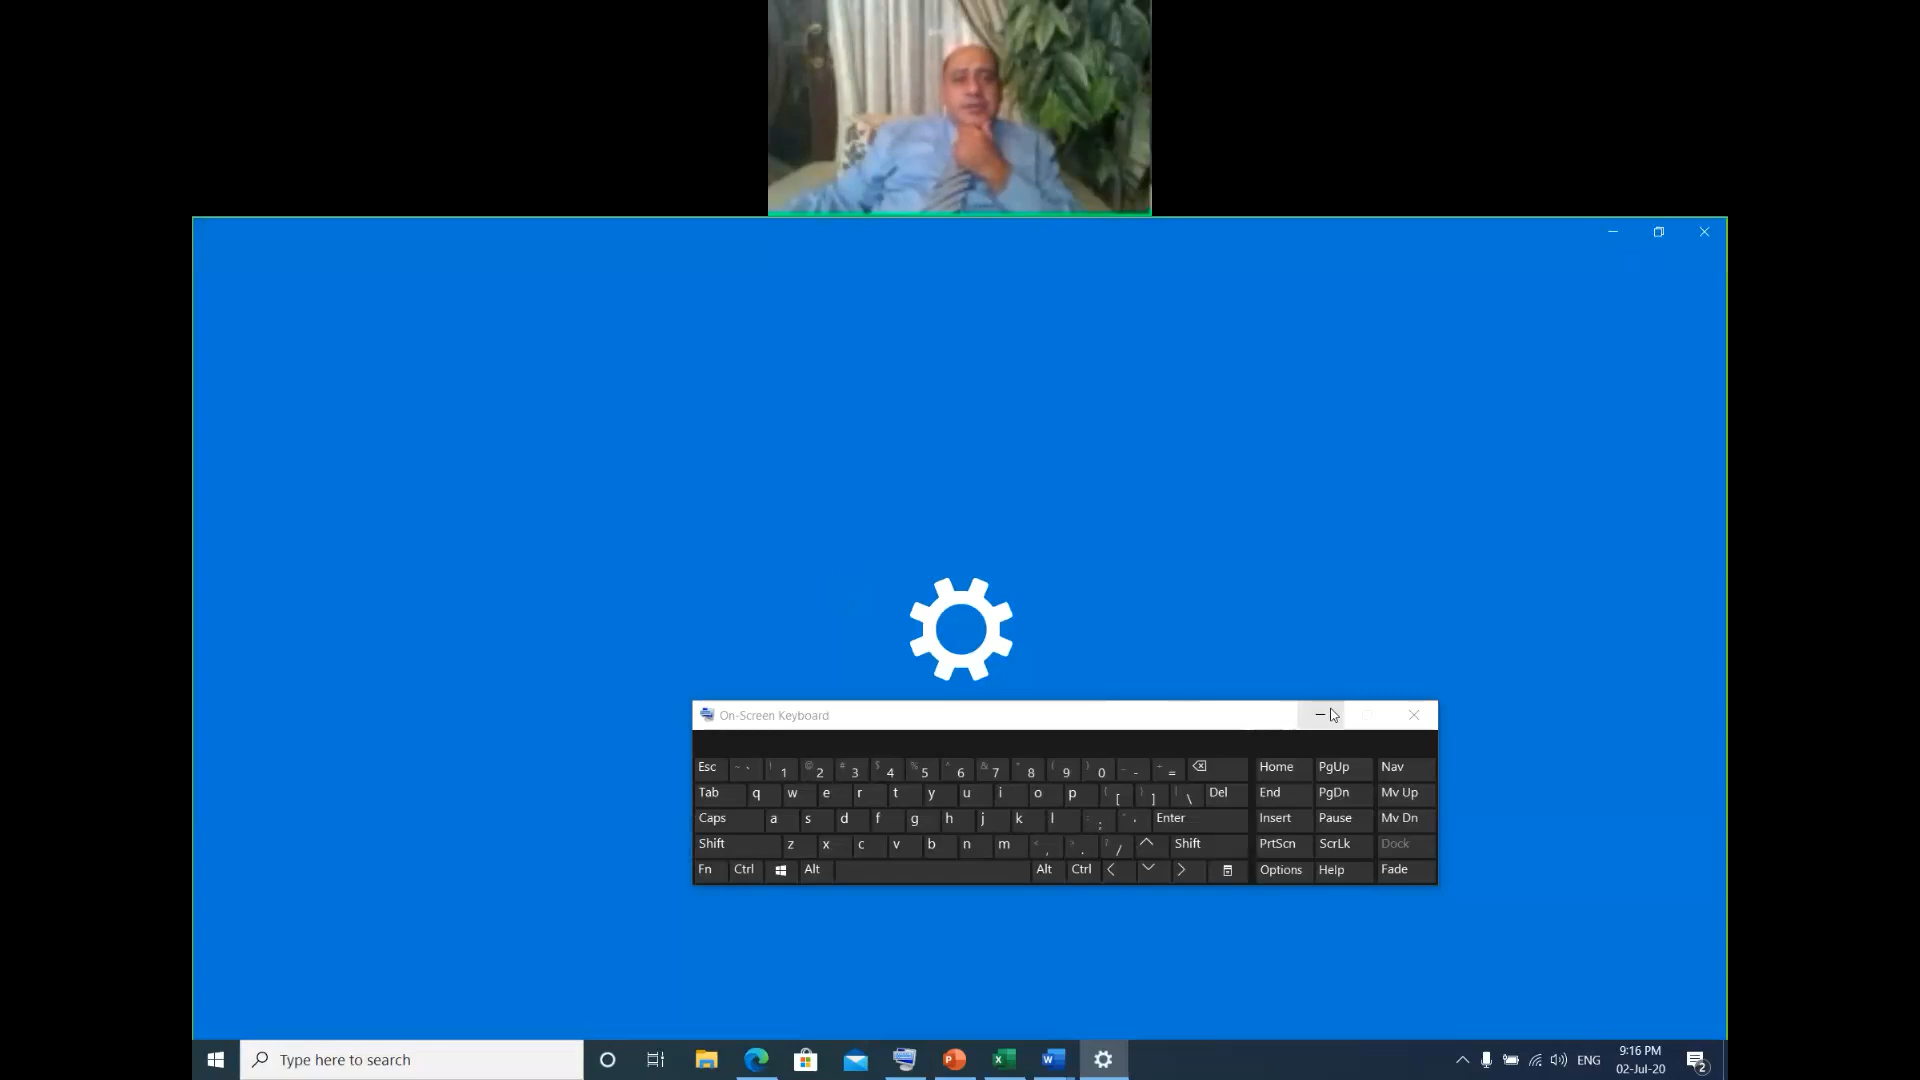 On-Screen Keyboard
Esc ~ ` ! 1 @ 2 # 3 $ 4 % 5 ^ 6 & 7 * 8 ( 9 ) 0 _ - + = Home PgUp Nav
Tab q w e r t y u i o p { [ } ] | \ Del End PgDn Mv Up
Caps a s d f g h j k l : ; Enter Insert Pause Mv Dn
Shift z x c v b n m < , > . ? / Shift PrtScn ScrLk Dock
Fn Ctrl Alt Alt Ctrl Options Help Fade
Type here to search
ENG
9:16 PM
02-Jul-20
2